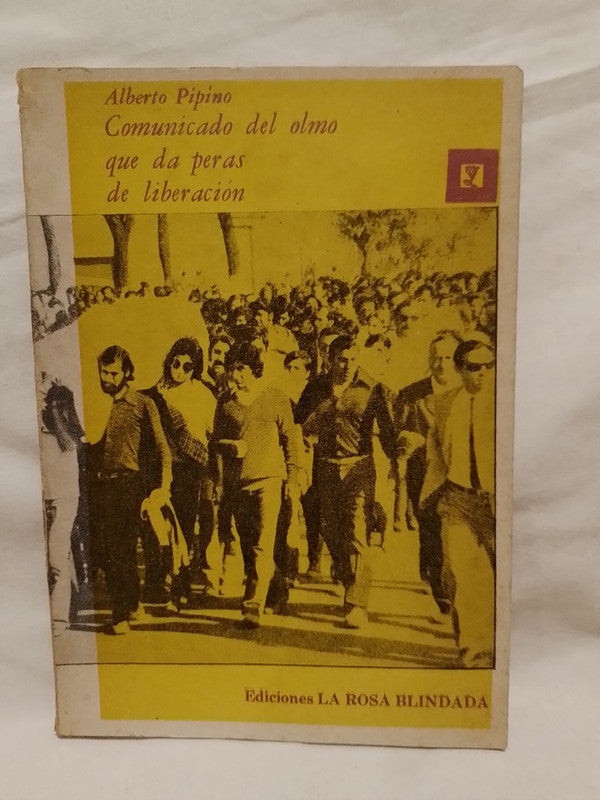 Alberto Pipino
Comunicado del olmo
que da peras
de liberación
Ediciones LA ROSA BLINDADA